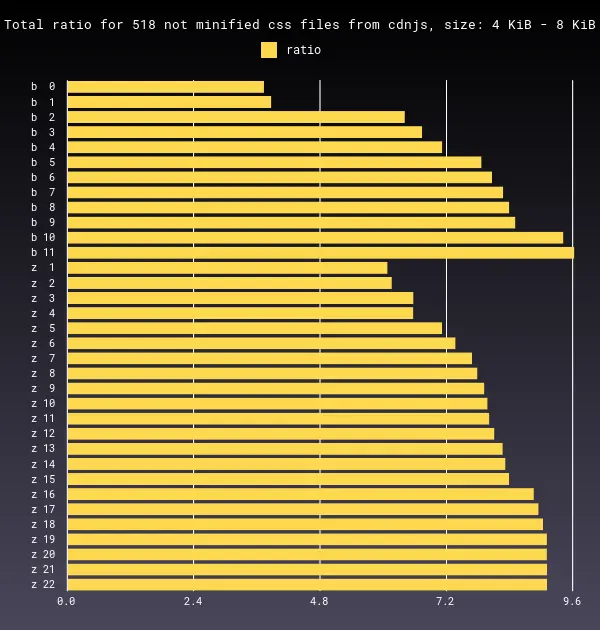 Total ratio for 518 not minified css files from cdnjs, size: 4 KiB - 8 KiB
ratio
b 0
b 1
b 2
b 3
b 4
b 5
b 6
b 7
b 8
b 9
b 10
b 11
z 1
z 2
z 3
z 4
z 5
z 6
z 7
z 8
z 9
z 10
z 11
z 12
z 13
z 14
z 15
z 16
z 17
z 18
z 19
z 20
z 21
z 22
0.0 2.4 4.8 7.2 9.6